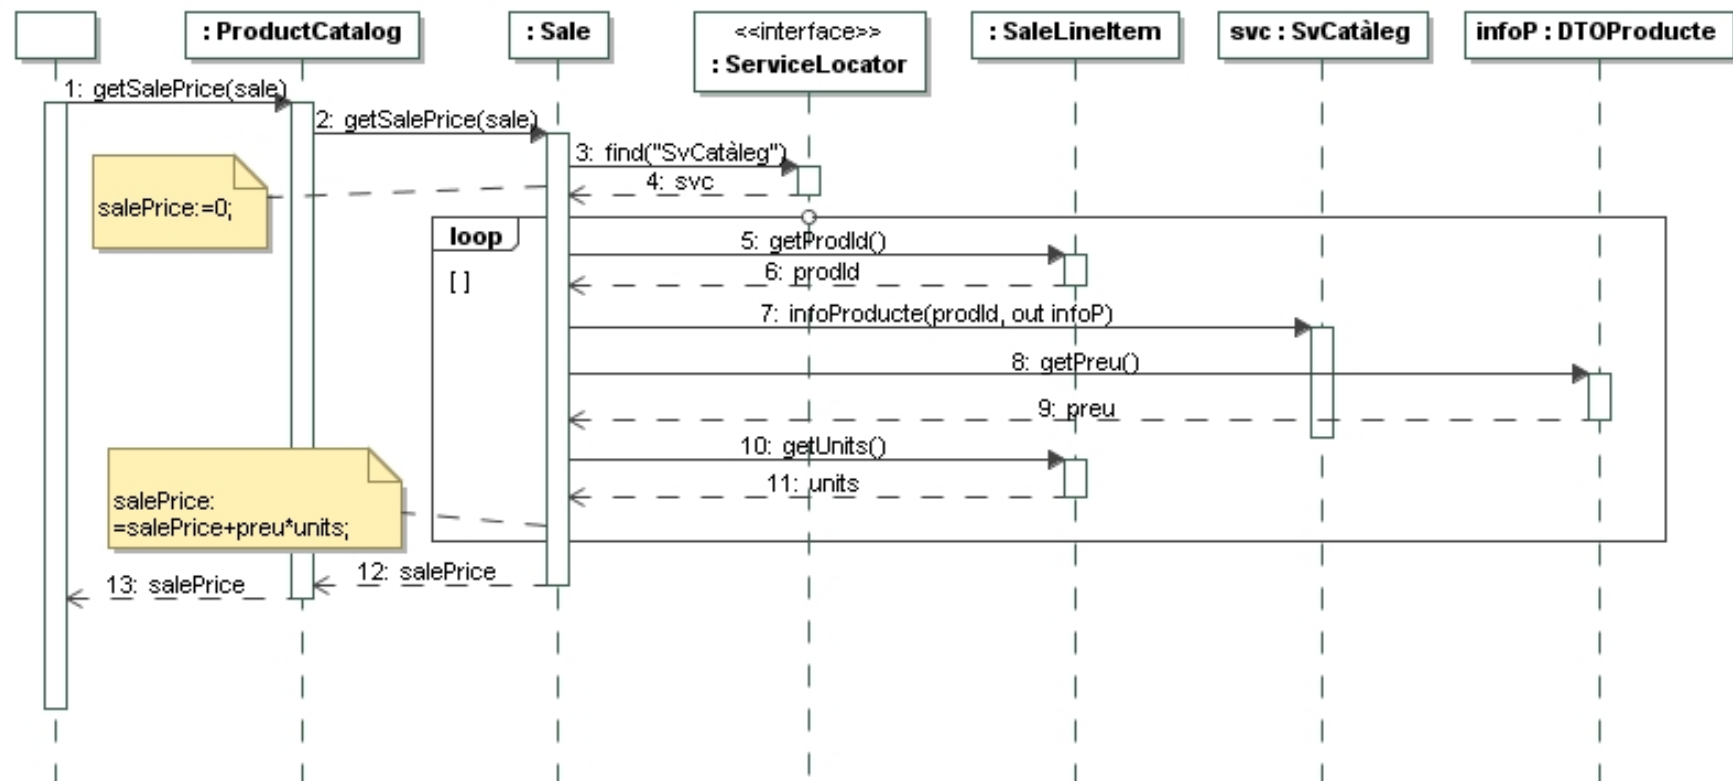 : ProductCatalog
: Sale
<<interface>>
: ServiceLocator
: SaleLineItem
svc : SvCatàleg
infoP : DTOProducte
1: getSalePrice(sale)
2: getSalePrice(sale)
3: find("SvCatàleg")
4: svc
salePrice:=0;
loop
[ ]
5: getProdId()
6: prodId
7: infoProducte(prodId, out infoP)
8: getPreu()
9: preu
10: getUnits()
11: units
salePrice:
=salePrice+preu*units;
12: salePrice
13: salePrice